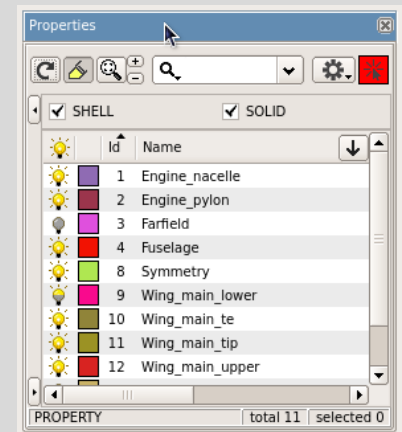 Properties
SHELL SOLID
Id Name
1 Engine_nacelle
2 Engine_pylon
3 Farfield
4 Fuselage
8 Symmetry
9 Wing_main_lower
10 Wing_main_te
11 Wing_main_tip
12 Wing_main_upper
PROPERTY total 11 selected 0